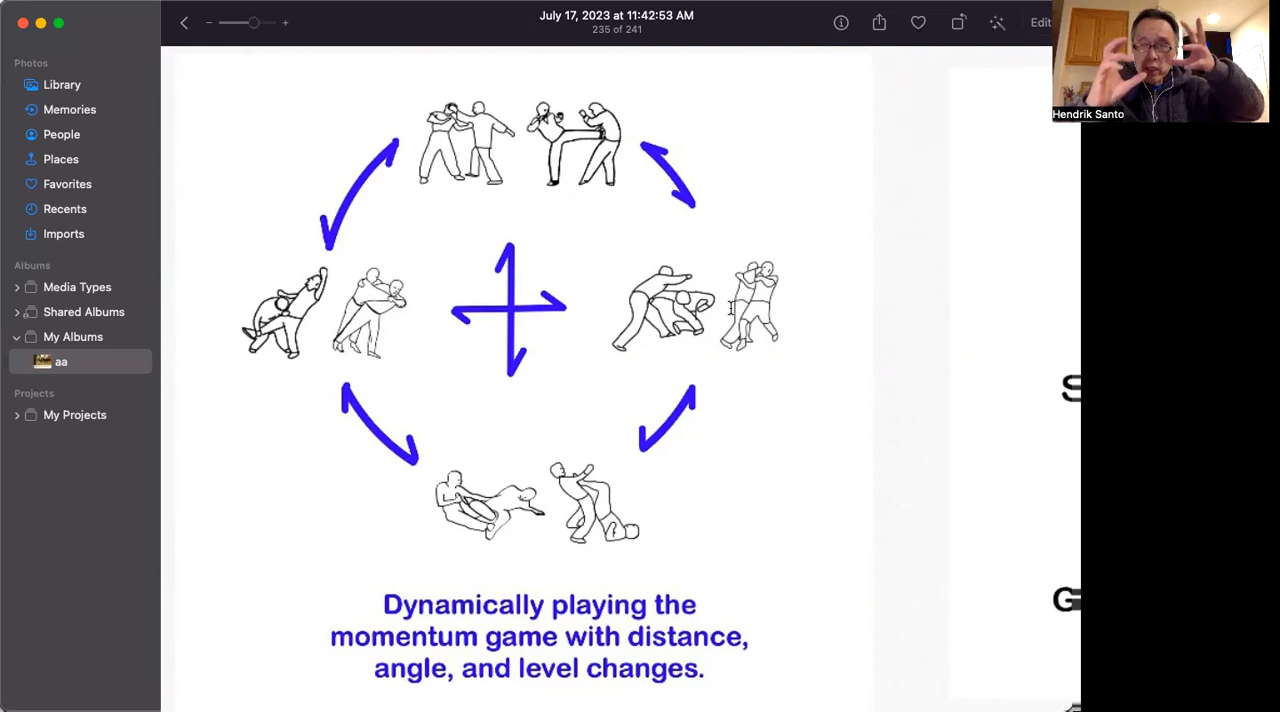 July 17, 2023 at 11:42:53 AM
235 of 241
Edit
Photos
Library
Memories
People
Places
Favorites
Recents
Imports
Albums
Media Types
Shared Albums
My Albums
aa
Projects
My Projects
Hendrik Santo
S
G
Dynamically playing the
momentum game with distance,
angle, and level changes.